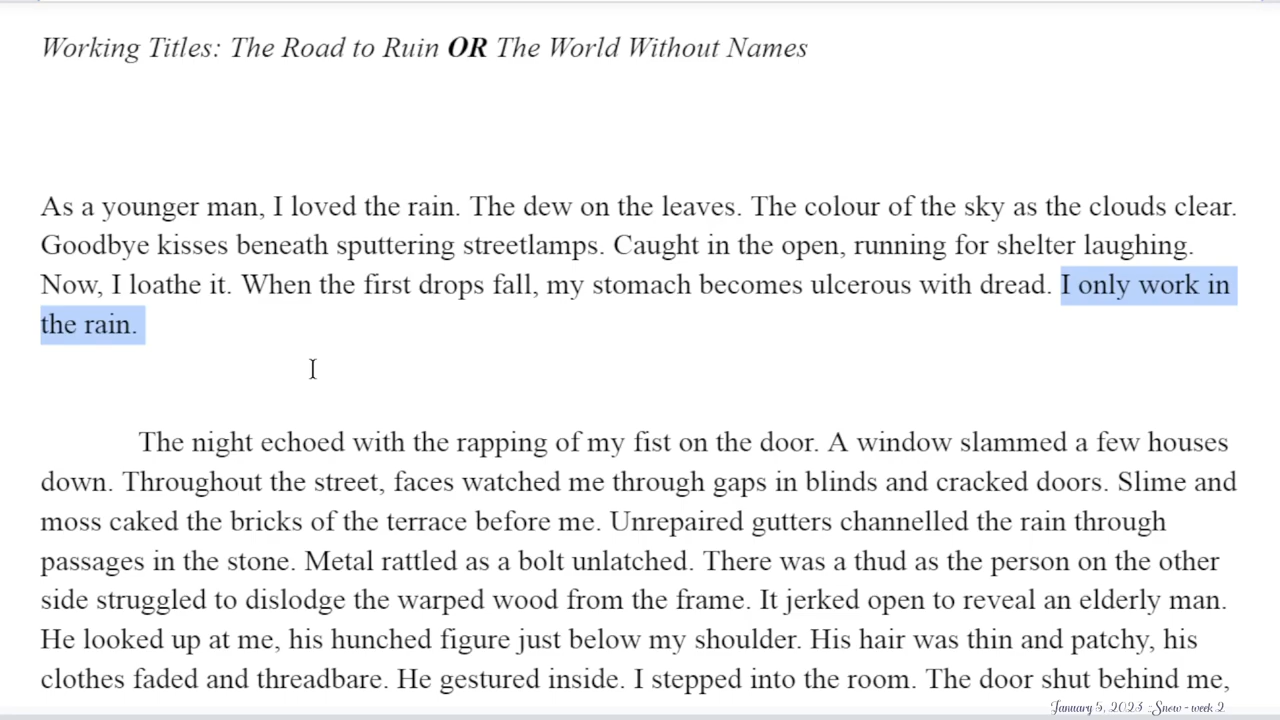 Working Titles: The Road to Ruin OR The World Without Names
As a younger man, I loved the rain. The dew on the leaves. The colour of the sky as the clouds clear.
Goodbye kisses beneath sputtering streetlamps. Caught in the open, running for shelter laughing.
Now, I loathe it. When the first drops fall, my stomach becomes ulcerous with dread. I only work in
the rain.
The night echoed with the rapping of my fist on the door. A window slammed a few houses
down. Throughout the street, faces watched me through gaps in blinds and cracked doors. Slime and
moss caked the bricks of the terrace before me. Unrepaired gutters channelled the rain through
passages in the stone. Metal rattled as a bolt unlatched. There was a thud as the person on the other
side struggled to dislodge the warped wood from the frame. It jerked open to reveal an elderly man.
He looked up at me, his hunched figure just below my shoulder. His hair was thin and patchy, his
clothes faded and threadbare. He gestured inside. I stepped into the room. The door shut behind me,
January 5, 2023 :Snow - week 2